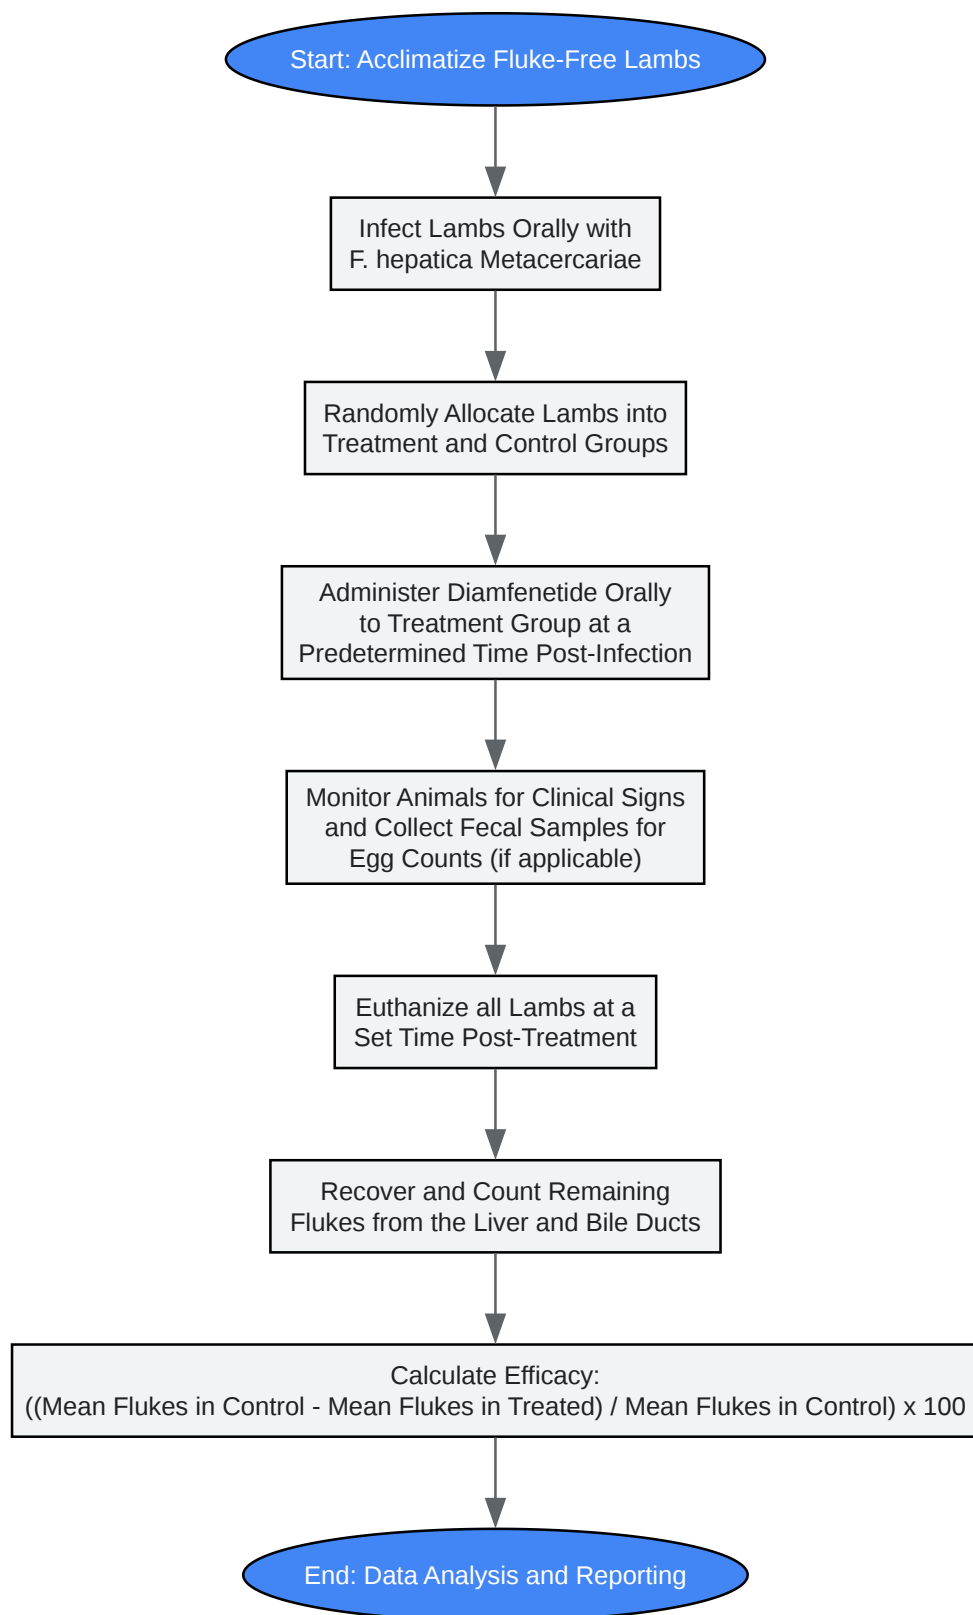 Start: Acclimatize Fluke-Free Lambs
Infect Lambs Orally with
F. hepatica Metacercariae
Randomly Allocate Lambs into
Treatment and Control Groups
Administer Diamfenetide Orally
to Treatment Group at a
Predetermined Time Post-Infection
Monitor Animals for Clinical Signs
and Collect Fecal Samples for
Egg Counts (if applicable)
Euthanize all Lambs at a
Set Time Post-Treatment
Recover and Count Remaining
Flukes from the Liver and Bile Ducts
Calculate Efficacy:
((Mean Flukes in Control - Mean Flukes in Treated) / Mean Flukes in Control) x 100
End: Data Analysis and Reporting